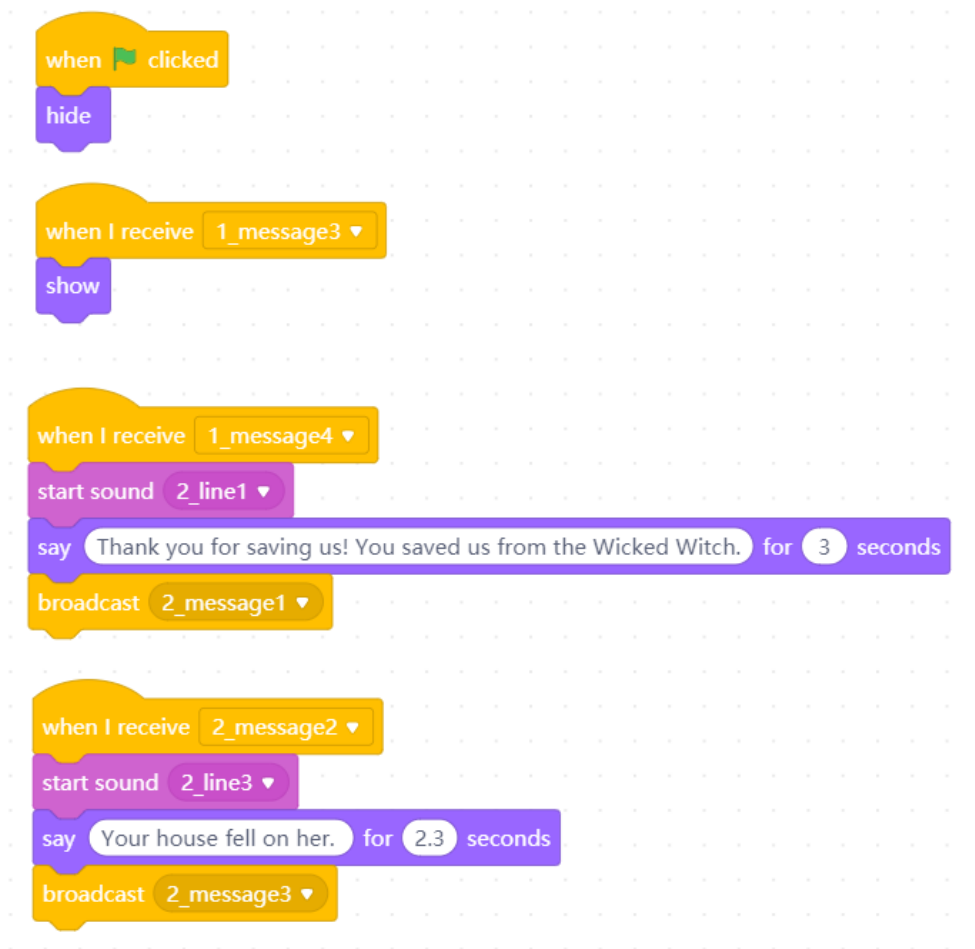 when clicked
hide
when I receive 1_message3
show
when I receive 1_message4
start sound 2_line1
say Thank you for saving us! You saved us from the Wicked Witch. for 3 seconds
broadcast 2_message1
when I receive 2_message2
start sound 2_line3
say Your house fell on her. for 2.3 seconds
broadcast 2_message3